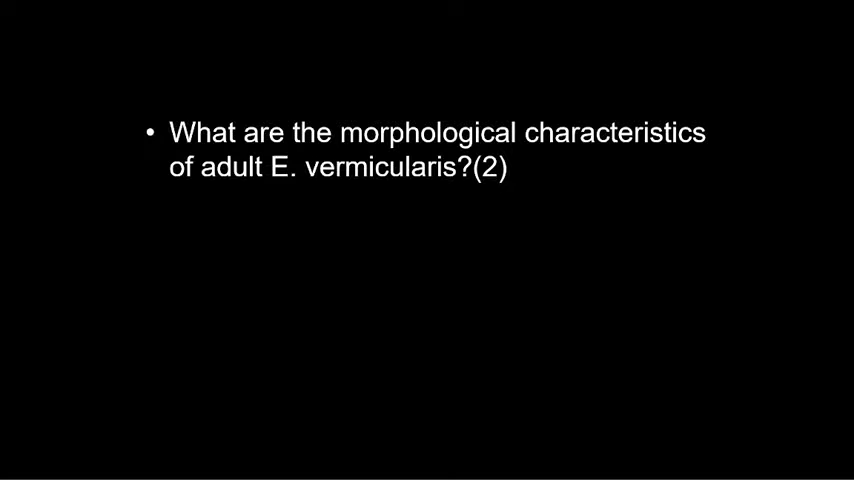 • What are the morphological characteristics
of adult E. vermicularis?(2)